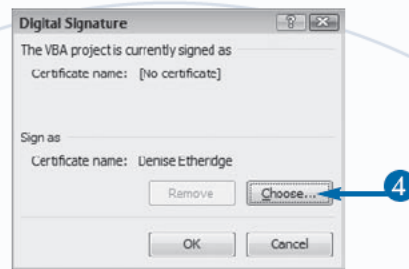 Digital Signature
The VBA project is currently signed as
Certificate name: [No certificate]
Sign as
Certificate name: Denise Etheridge
Remove Choose... 4
OK Cancel